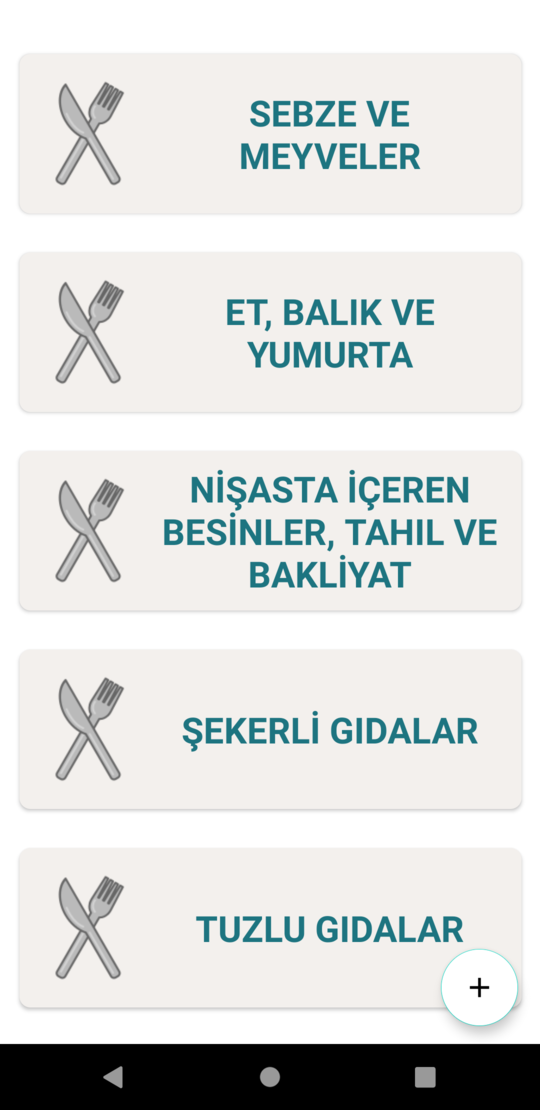 SEBZE VE
MEYVELER
ET, BALIK VE
YUMURTA
NİŞASTA İÇEREN
BESİNLER, TAHIL VE
BAKLİYAT
ŞEKERLİ GIDALAR
TUZLU GIDALAR
+